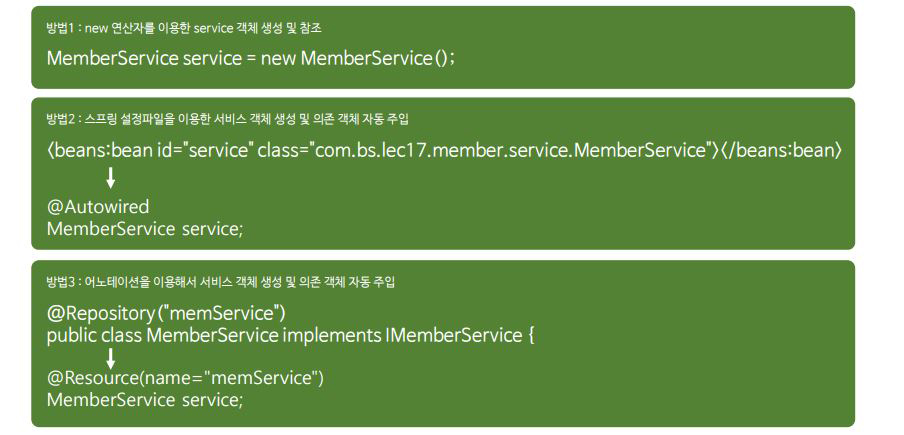 방법1 : new 연산자를 이용한 service 객체 생성 및 참조
MemberService service = new MemberService();
방법2 : 스프링 설정파일을 이용한 서비스 객체 생성 및 의존 객체 자동 주입
<beans:bean id="service" class="com.bs.lec17.member.service.MemberService"></beans:bean>
@Autowired
MemberService service;
방법3 : 어노테이션을 이용해서 서비스 객체 생성 및 의존 객체 자동 주입
@Repository("memService")
public class MemberService implements IMemberService {
@Resource(name="memService")
MemberService service;